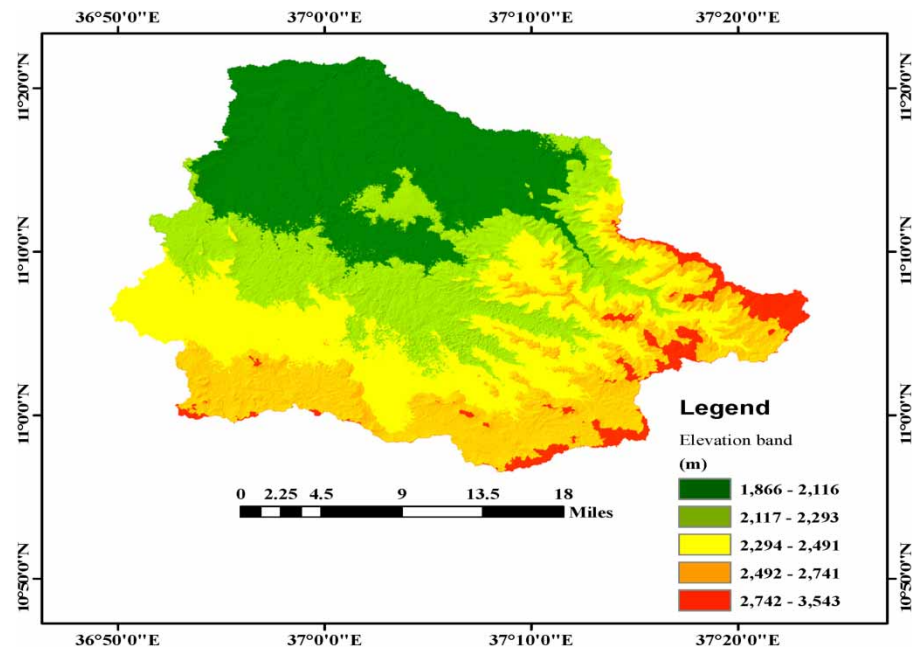 36°50'0"E 37°0'0"E 37°10'0"E 37°20'0"E
11°20'0"N 11°20'0"N
11°10'0"N 11°10'0"N
11°0'0"N 11°0'0"N
Legend
Elevation band
(m)
1,866 - 2,116
2,117 - 2,293
2,294 - 2,491
2,492 - 2,741
2,742 - 3,543
0 2.25 4.5 9 13.5 18
Miles
10°50'0"N 10°50'0"N
36°50'0"E 37°0'0"E 37°10'0"E 37°20'0"E